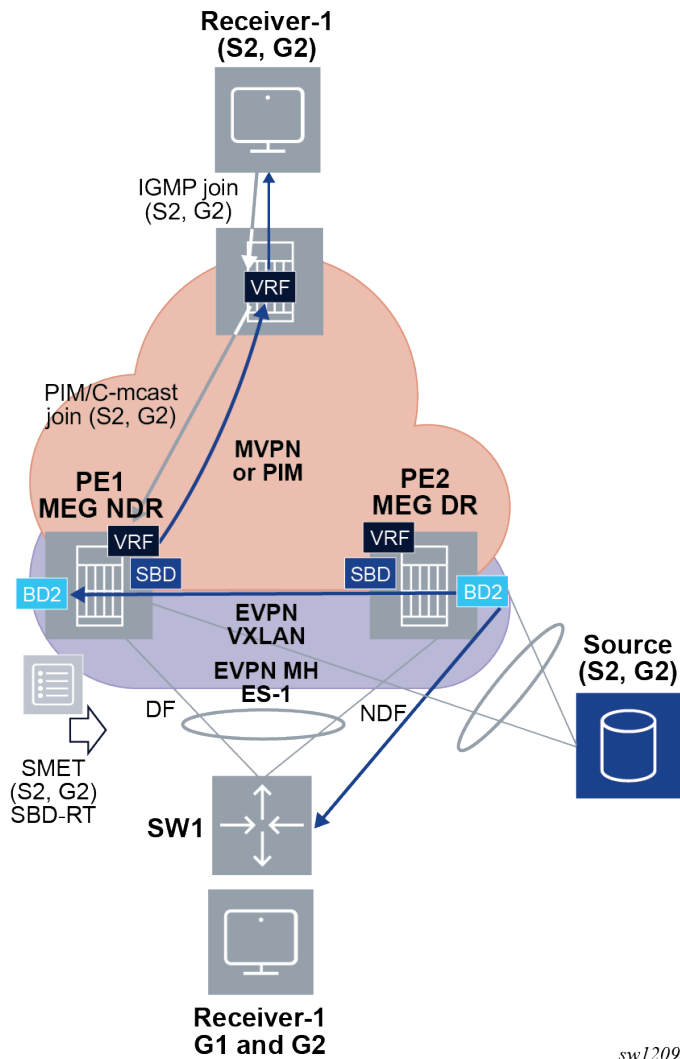 Receiver-1
(S2, G2)
IGMP join
(S2, G2)
VRF
PIM/C-mcast
join (S2, G2)
MVPN
or PIM
PE1
MEG NDR
PE2
MEG DR
VRF
VRF
SBD
SBD
BD2
BD2
EVPN
VXLAN
Source
(S2, G2)
EVPN MH
ES-1
DF
NDF
SMET
(S2, G2)
SBD-RT
SW1
Receiver-1
G1 and G2
sw1209